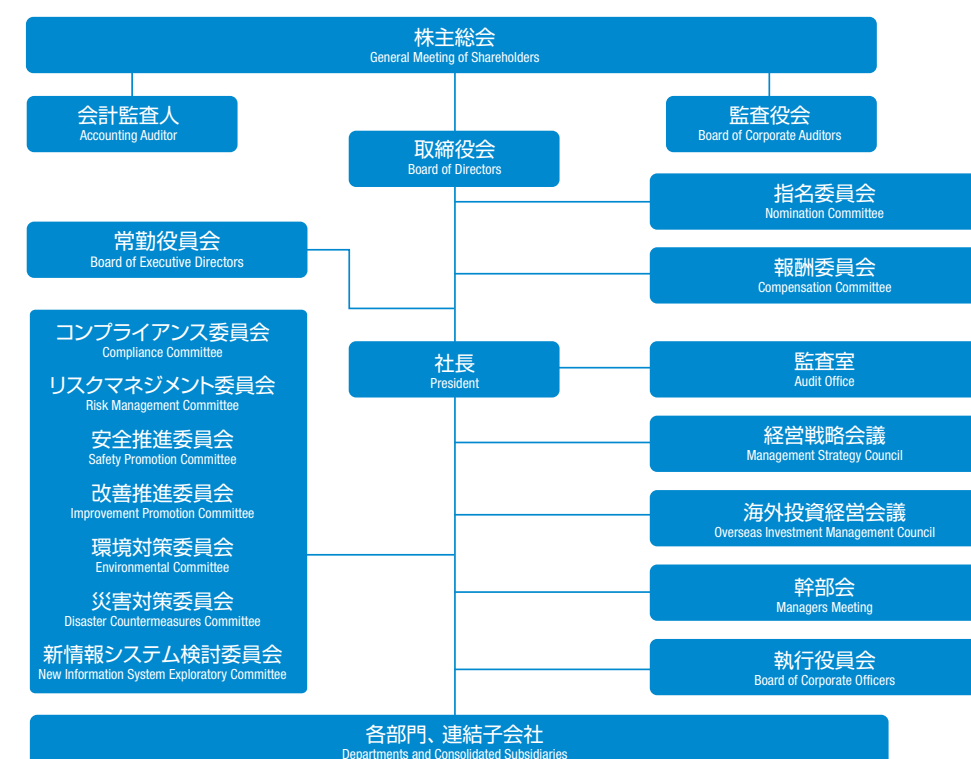 株主総会
General Meeting of Shareholders
会計監査人
Accounting Auditor
監査役会
Board of Corporate Auditors
取締役会
Board of Directors
指名委員会
Nomination Committee
常勤役員会
Board of Executive Directors
報酬委員会
Compensation Committee
コンプライアンス委員会
Compliance Committee
リスクマネジメント委員会
Risk Management Committee
安全推進委員会
Safety Promotion Committee
改善推進委員会
Improvement Promotion Committee
環境対策委員会
Environmental Committee
災害対策委員会
Disaster Countermeasures Committee
新情報システム検討委員会
New Information System Exploratory Committee
社長
President
監査室
Audit Office
経営戦略会議
Management Strategy Council
海外投資経営会議
Overseas Investment Management Council
幹部会
Managers Meeting
執行役員会
Board of Corporate Officers
各部門、連結子会社
Departments and Consolidated Subsidiaries